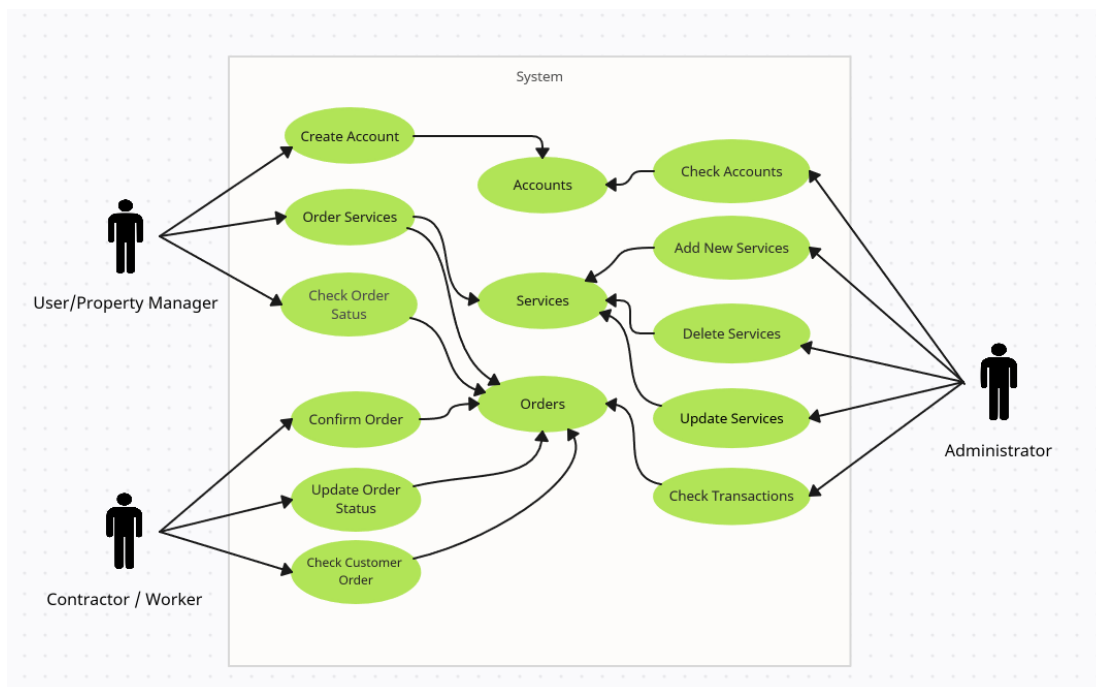 System
Create Account
Accounts
Check Accounts
Order Services
Add New Services
User/Property Manager
Check Order
Satus
Services
Delete Services
Orders
Confirm Order
Update Services
Administrator
Update Order
Status
Check Transactions
Check Customer
Order
Contractor / Worker